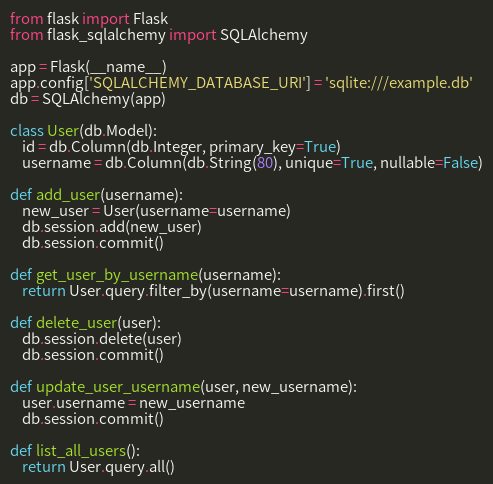 from flask import Flask
from flask_sqlalchemy import SQLAlchemy

app = Flask(__name__)
app.config['SQLALCHEMY_DATABASE_URI'] = 'sqlite:///example.db'
db = SQLAlchemy(app)

class User(db.Model):
    id = db.Column(db.Integer, primary_key=True)
    username = db.Column(db.String(80), unique=True, nullable=False)

def add_user(username):
    new_user = User(username=username)
    db.session.add(new_user)
    db.session.commit()

def get_user_by_username(username):
    return User.query.filter_by(username=username).first()

def delete_user(user):
    db.session.delete(user)
    db.session.commit()

def update_user_username(user, new_username):
    user.username = new_username
    db.session.commit()

def list_all_users():
    return User.query.all()